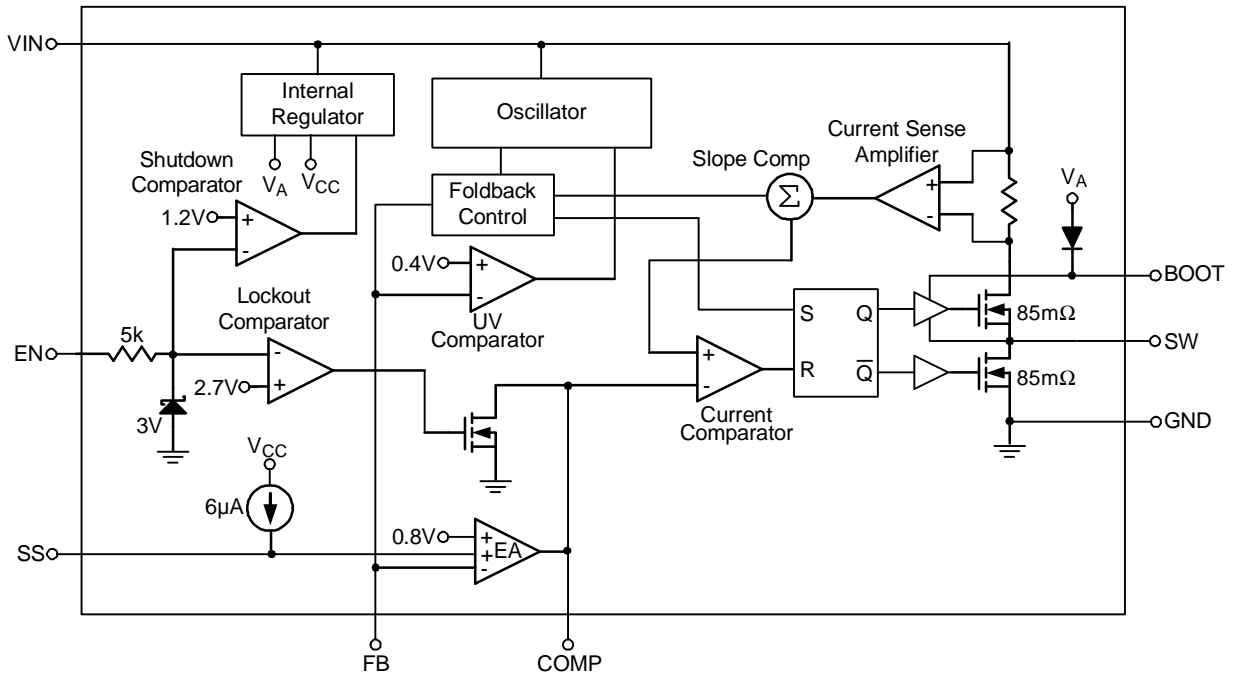 VIN
Internal
Regulator
Oscillator
Shutdown
Comparator
VA
VCC
1.2V
+
-
Foldback
Control
Slope Comp
Σ
Current Sense
Amplifier
+
-
VA
0.4V
+
-
UV
Comparator
BOOT
Lockout
Comparator
S
Q
R
Q̅
85mΩ
SW
EN
5k
-
2.7V
+
3V
+
-
Current
Comparator
85mΩ
GND
VCC
6µA
0.8V
+
+
-
EA
SS
FB
COMP